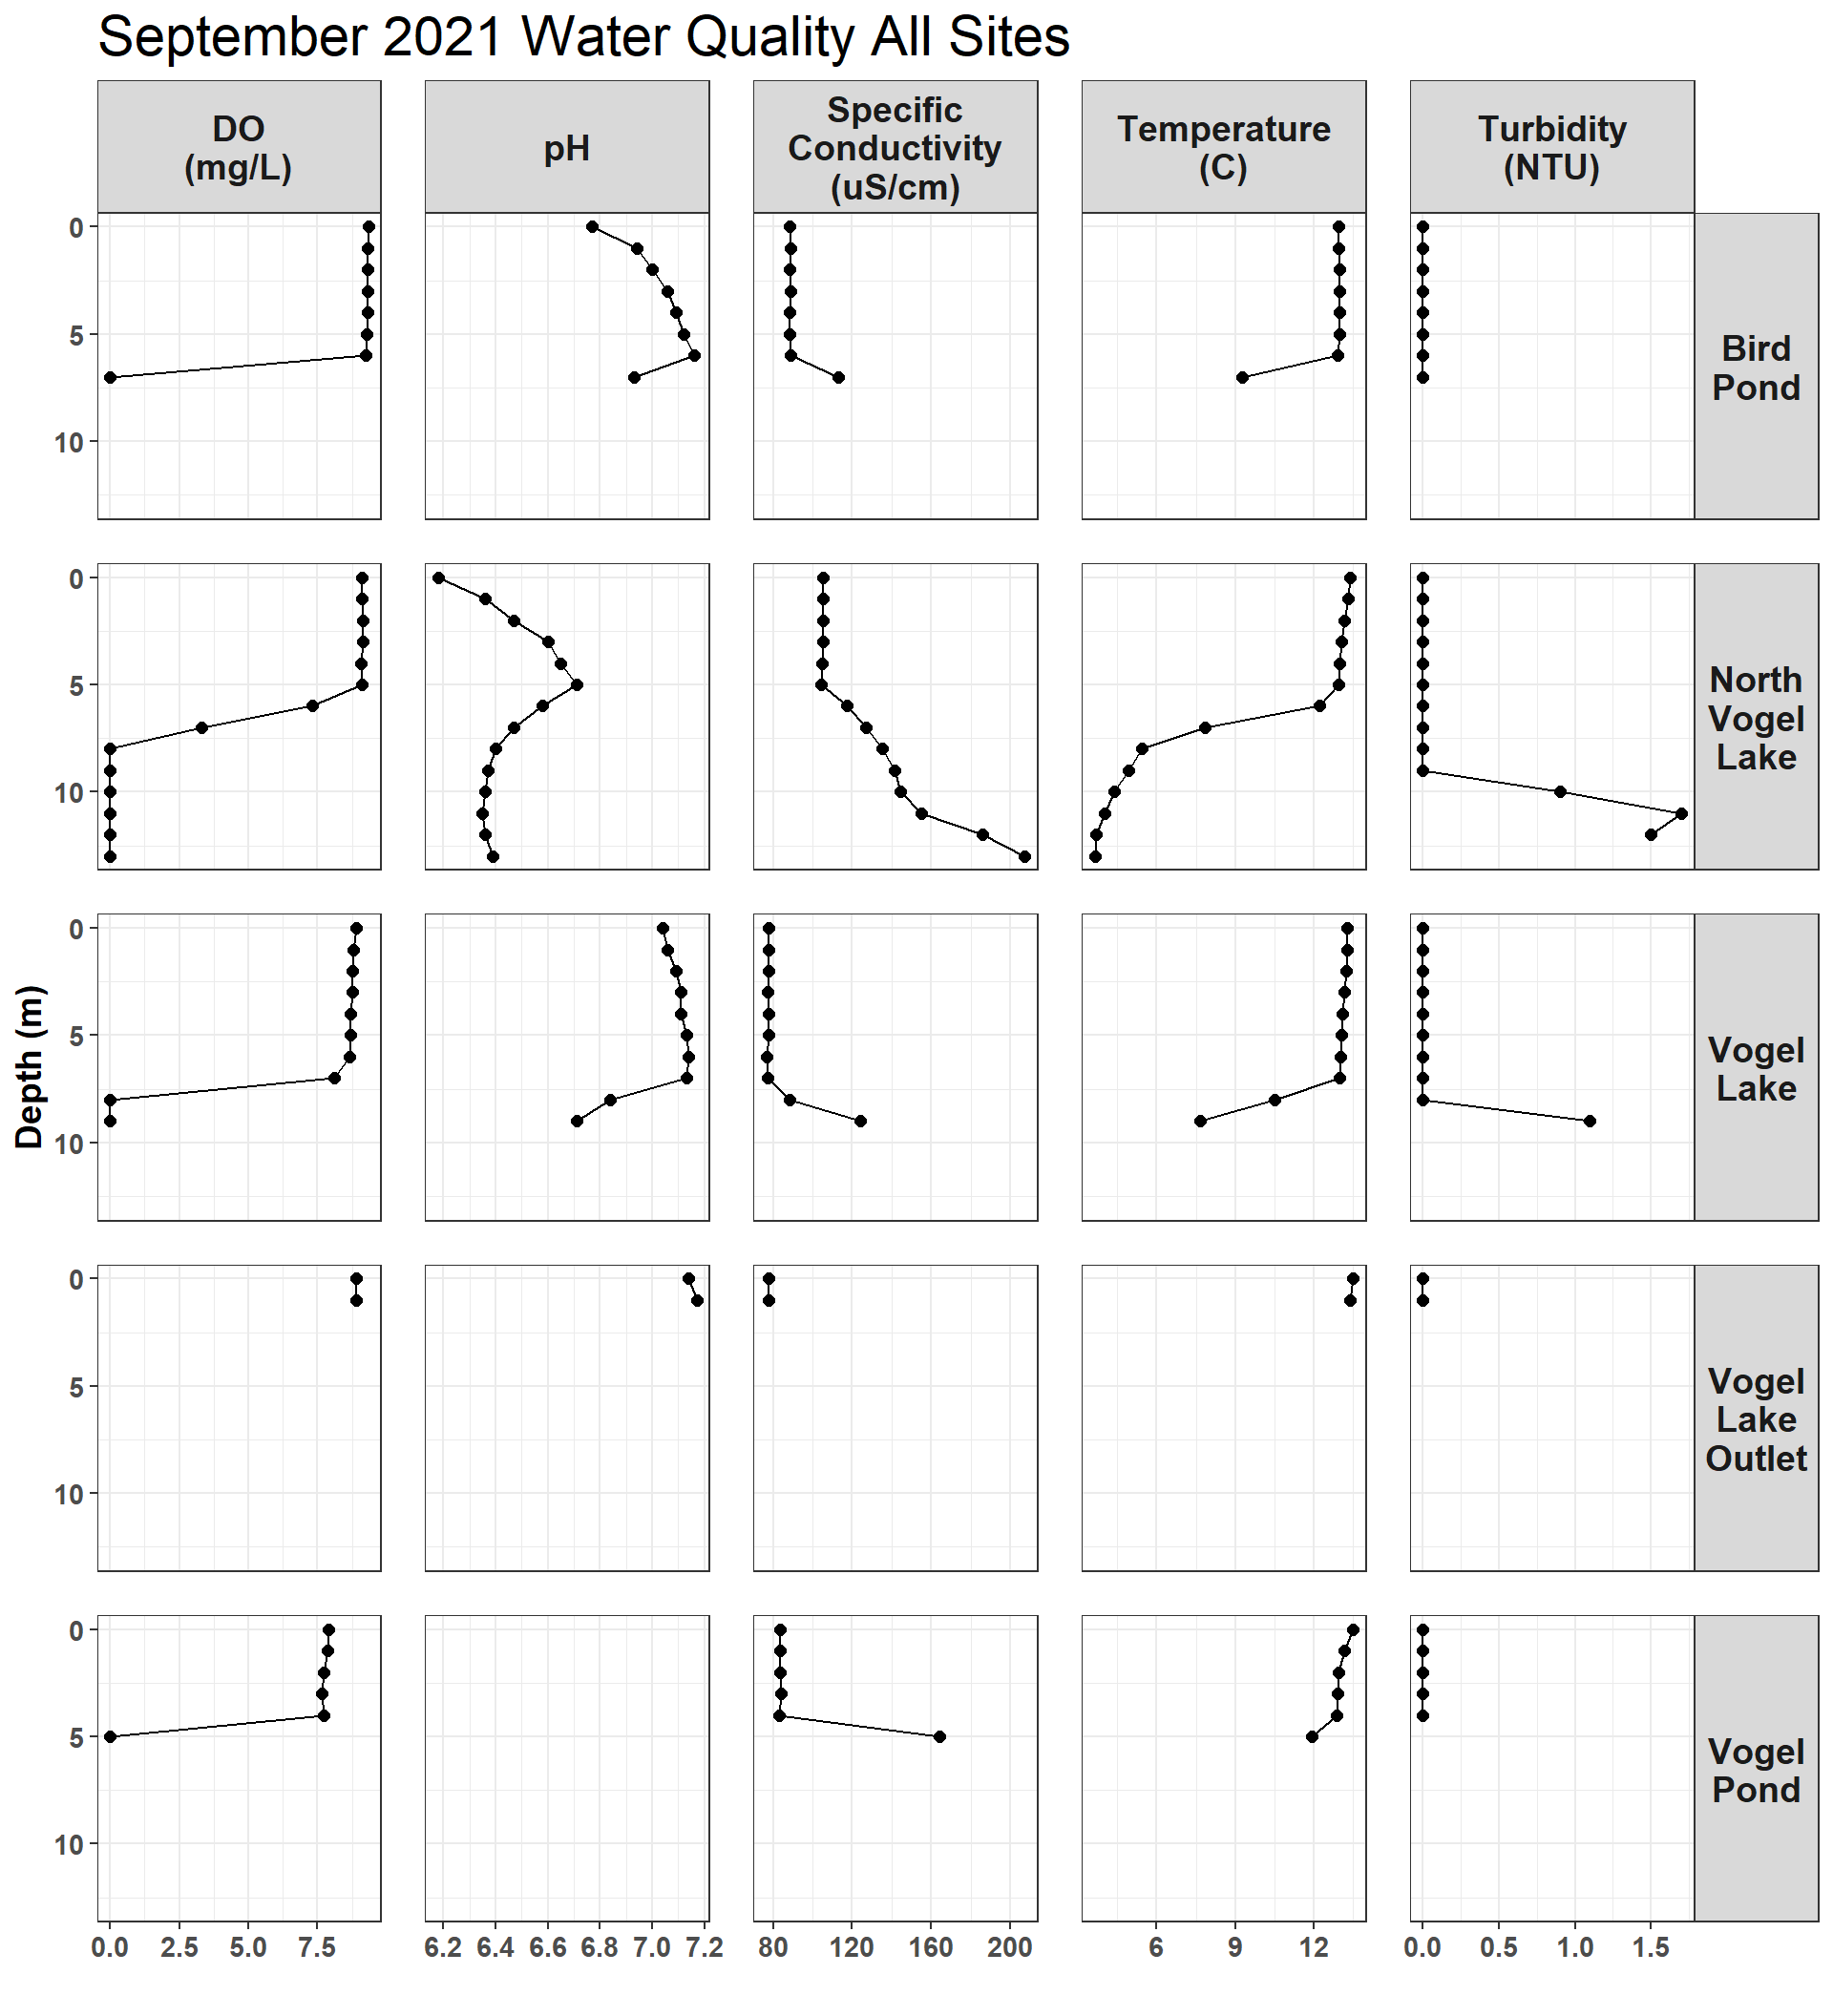 September 2021 Water Quality All Sites
DO
(mg/L)
pH
Specific
Conductivity
(uS/cm)
Temperature
(C)
Turbidity
(NTU)
0
5
10
Bird
Pond
0
5
10
North
Vogel
Lake
Depth (m)
0
5
10
Vogel
Lake
0
5
10
Vogel
Lake
Outlet
0
5
10
Vogel
Pond
0.0 2.5 5.0 7.5
6.2 6.4 6.6 6.8 7.0 7.2
80 120 160 200
6 9 12
0.0 0.5 1.0 1.5